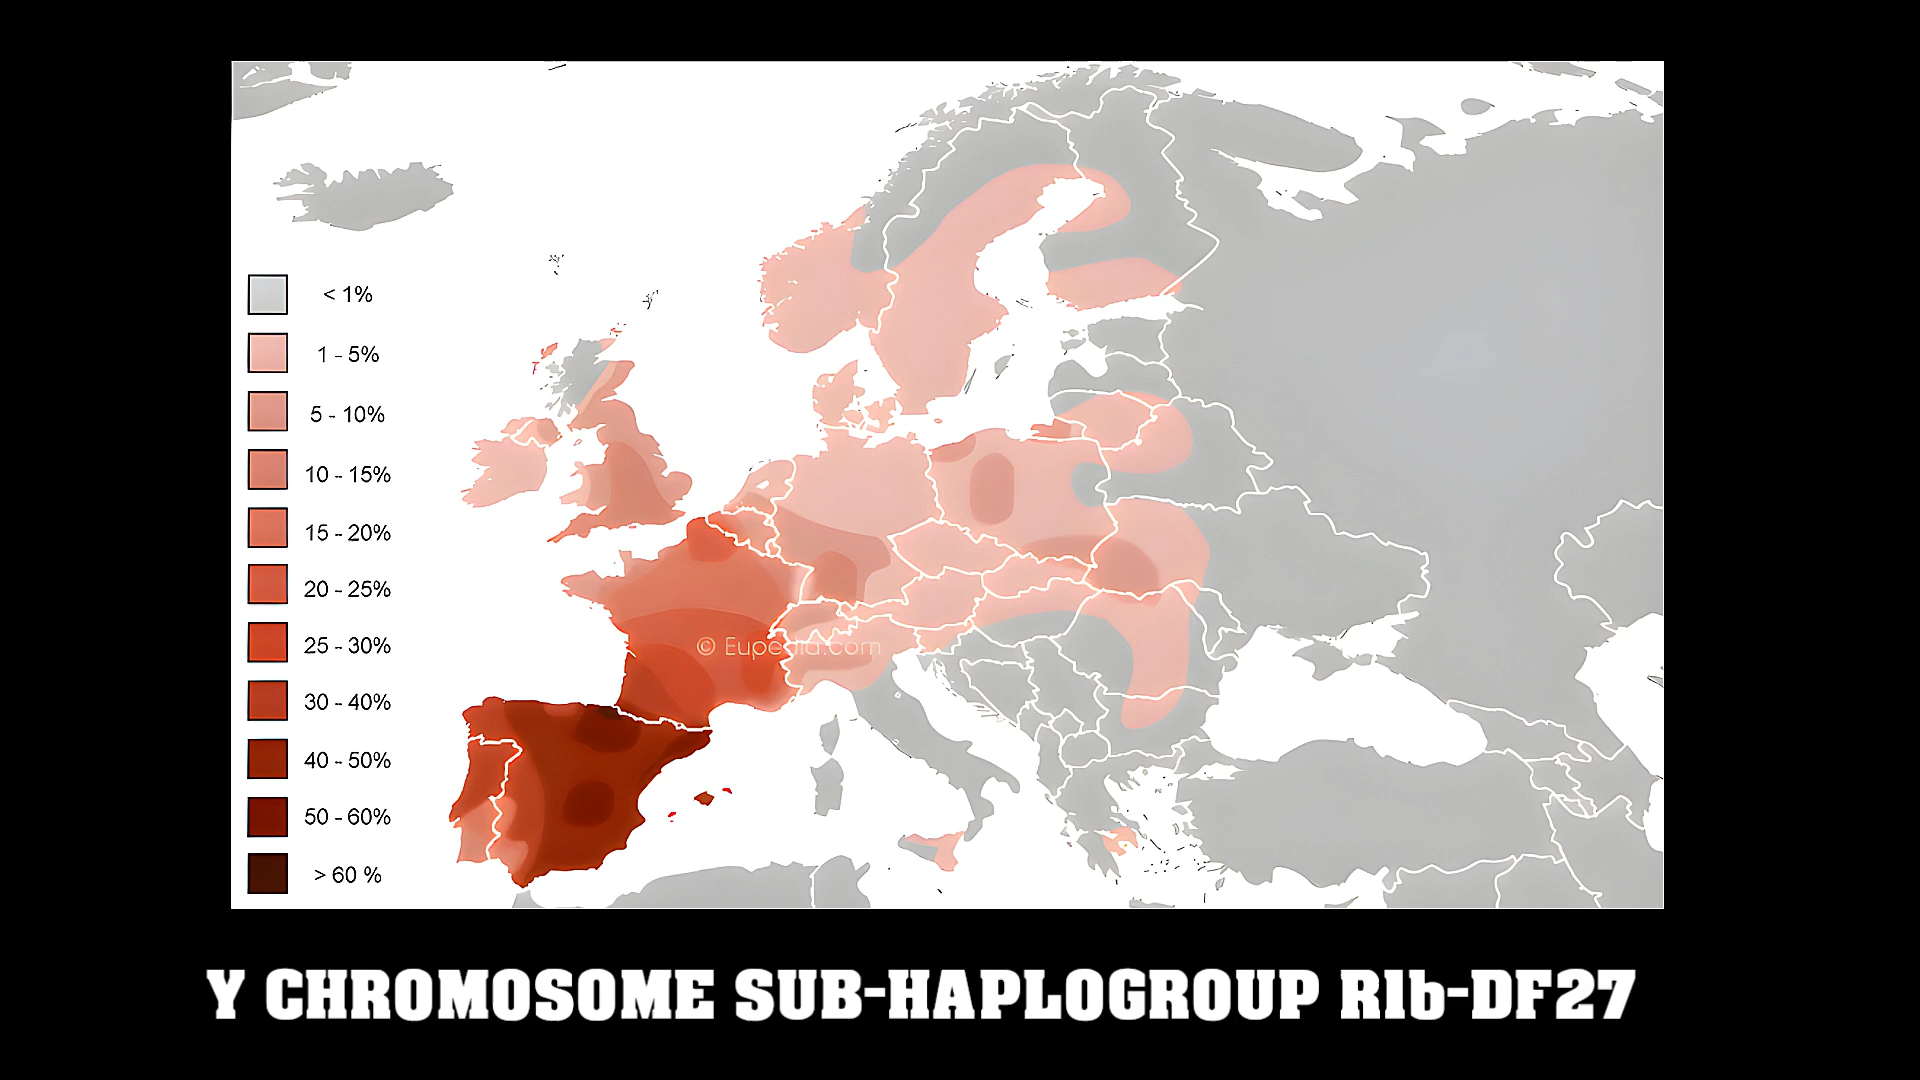 < 1%
1 - 5%
5 - 10%
10 - 15%
15 - 20%
20 - 25%
25 - 30%
30 - 40%
40 - 50%
50 - 60%
> 60 %
© Eupedia.com
Y CHROMOSOME SUB-HAPLOGROUP R1b-DF27